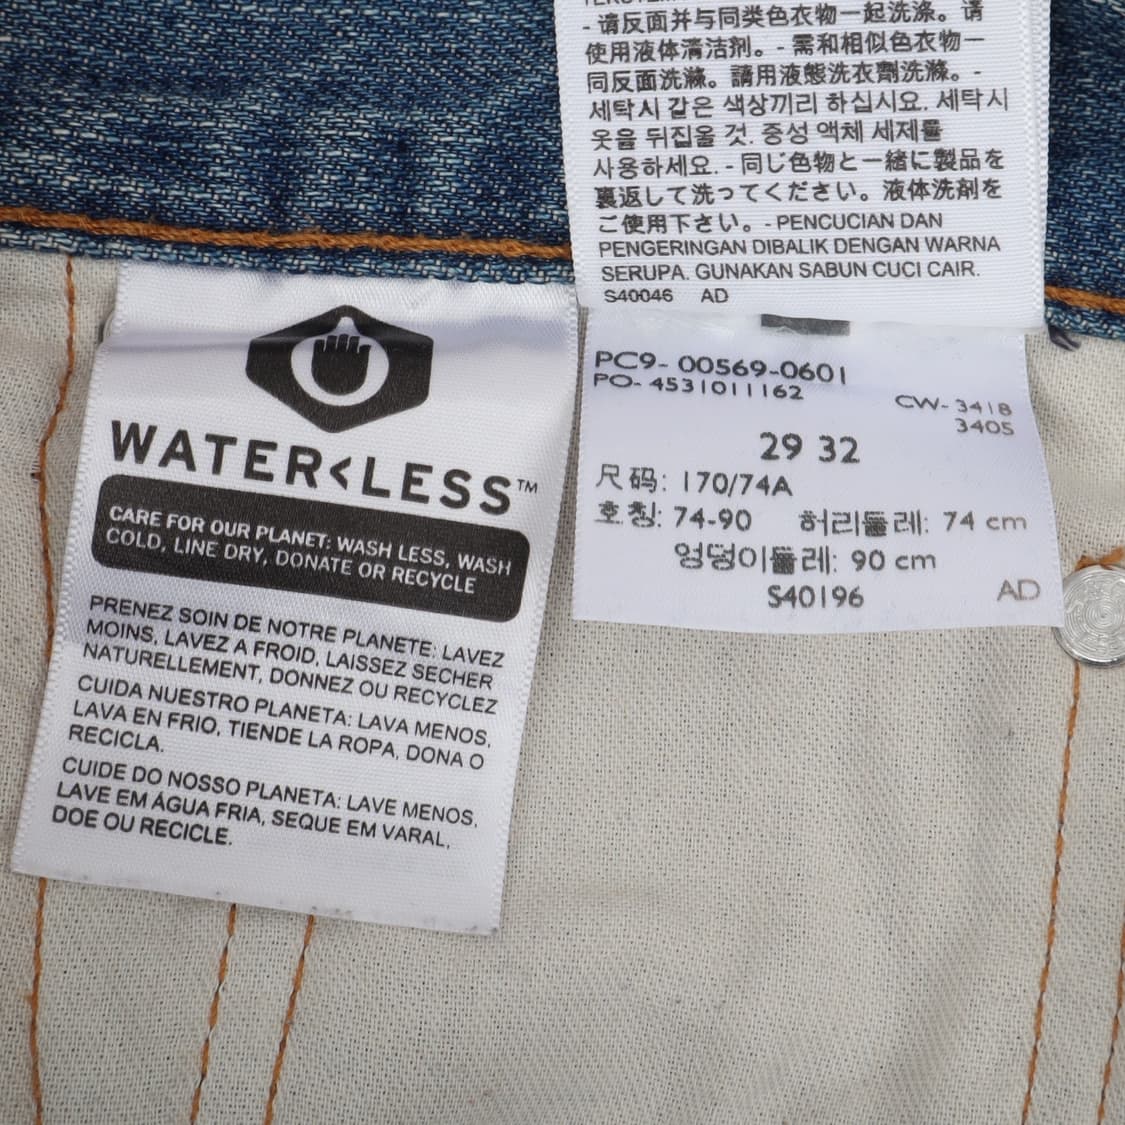 - 请反面并与同类色衣物一起洗涤。请
使用液体清洁剂。- 需和相似色衣物一
同反面洗滌。請用液態洗衣劑洗滌。-
세탁시 같은 색상끼리 하십시요. 세탁시
옷을 뒤집을 것. 중성 액체 세제를
사용하세요. - 同じ色物と一緒に製品を
裏返して洗ってください。液体洗剤を
ご使用下さい。- PENCUCIAN DAN
PENGERINGAN DIBALIK DENGAN WARNA
SERUPA. GUNAKAN SABUN CUCI CAIR.
S40046 AD
WATER<LESS™
CARE FOR OUR PLANET: WASH LESS, WASH
COLD, LINE DRY, DONATE OR RECYCLE
PRENEZ SOIN DE NOTRE PLANETE: LAVEZ
MOINS, LAVEZ A FROID, LAISSEZ SECHER
NATURELLEMENT, DONNEZ OU RECYCLEZ
CUIDA NUESTRO PLANETA: LAVA MENOS,
LAVA EN FRIO, TIENDE LA ROPA, DONA O
RECICLA.
CUIDE DO NOSSO PLANETA: LAVE MENOS,
LAVE EM ÁGUA FRIA, SEQUE EM VARAL,
DOE OU RECICLE.
PC9- 00569-0601
PO- 4531011162
CW- 3418
3405
29 32
尺码: 170/74A
호칭: 74-90 허리둘레: 74 cm
엉덩이둘레: 90 cm
S40196
AD